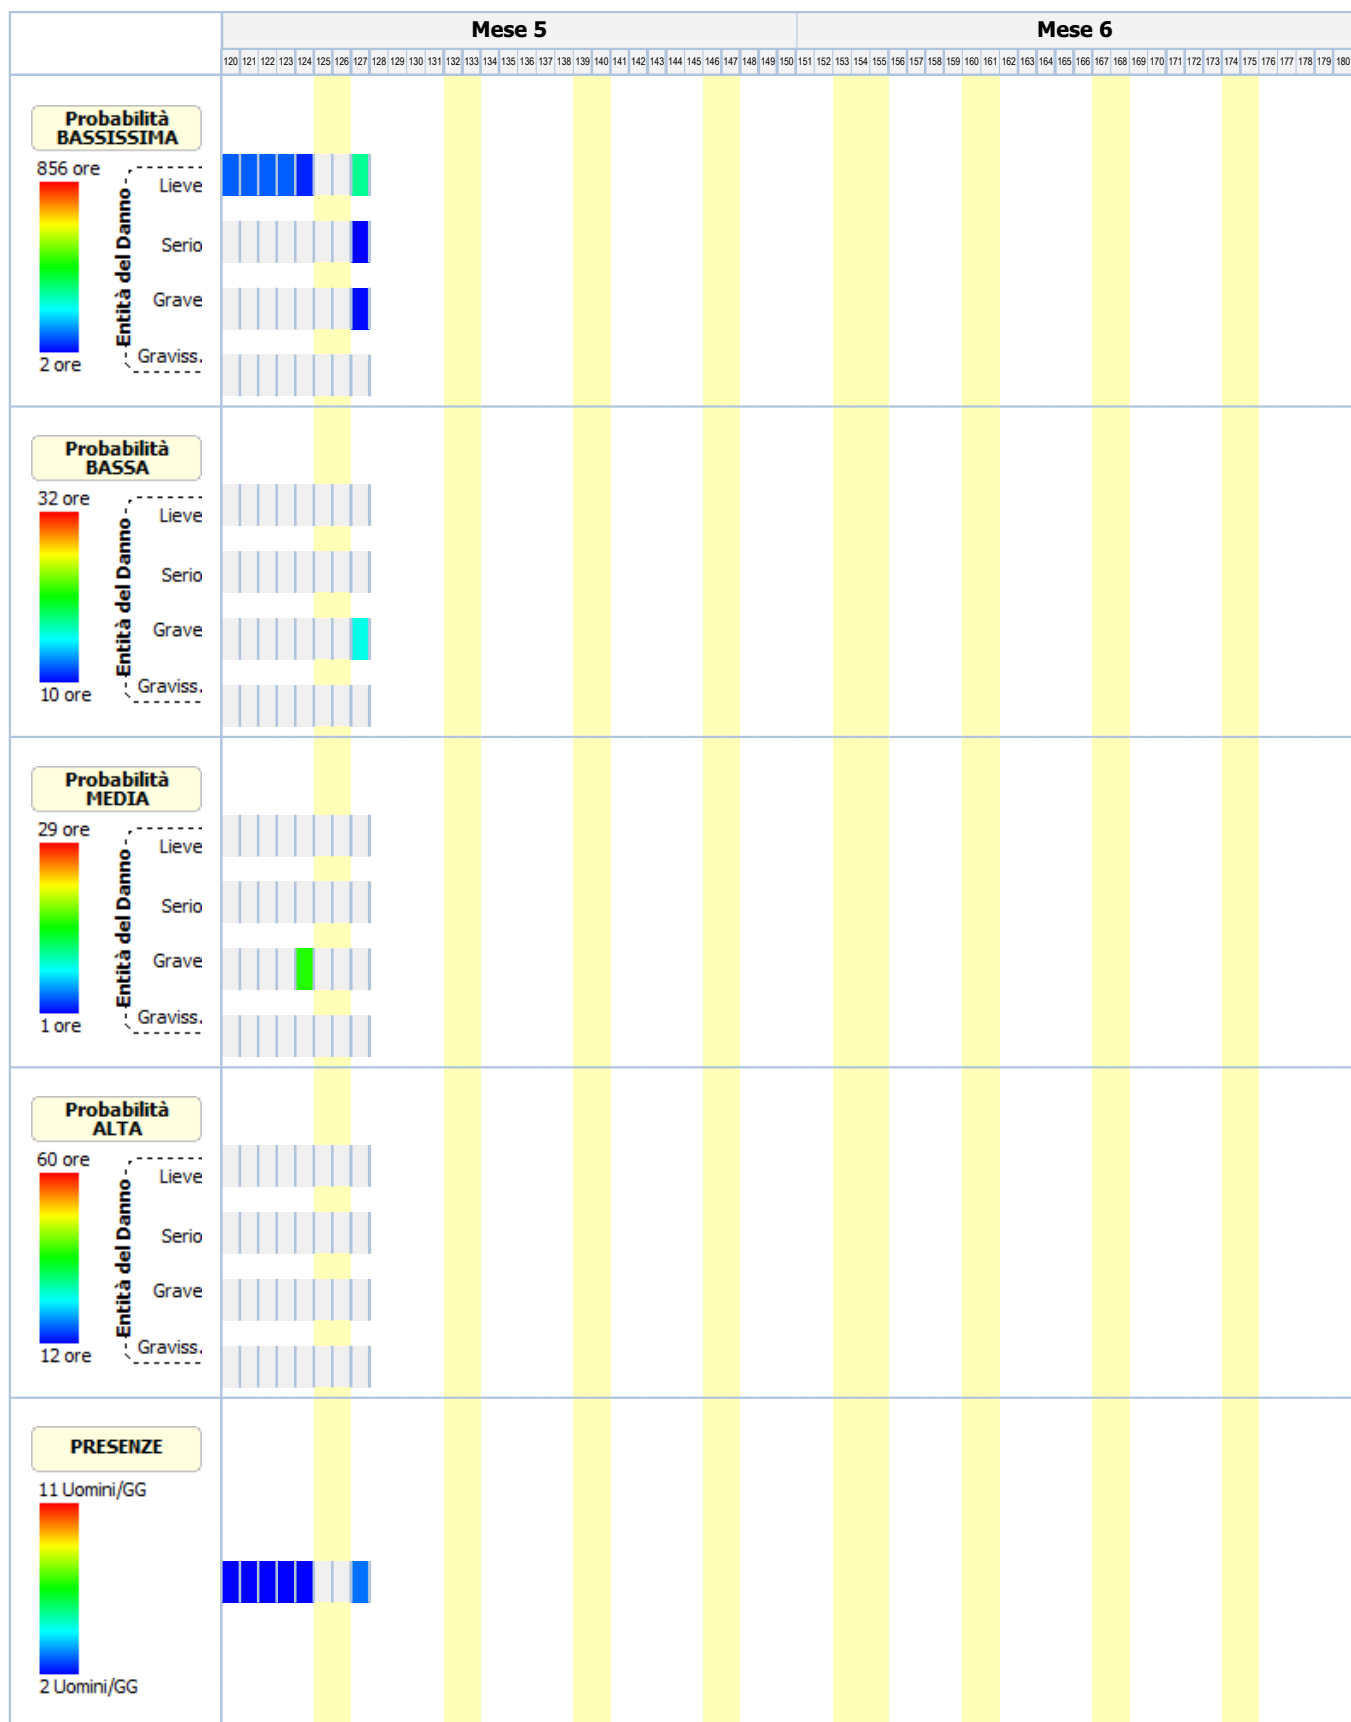 Mese 5 Mese 6
120 121 122 123 124 125 126 127 128 129 130 131 132 133 134 135 136 137 138 139 140 141 142 143 144 145 146 147 148 149 150 151 152 153 154 155 156 157 158 159 160 161 162 163 164 165 166 167 168 169 170 171 172 173 174 175 176 177 178 179 180
Probabilità
BASSISSIMA
856 ore
Entità del Danno
Lieve
Serio
Grave
Graviss.
2 ore
Probabilità
BASSA
32 ore
Entità del Danno
Lieve
Serio
Grave
Graviss.
10 ore
Probabilità
MEDIA
29 ore
Entità del Danno
Lieve
Serio
Grave
Graviss.
1 ore
Probabilità
ALTA
60 ore
Entità del Danno
Lieve
Serio
Grave
Graviss.
12 ore
PRESENZE
11 Uomini/GG
2 Uomini/GG